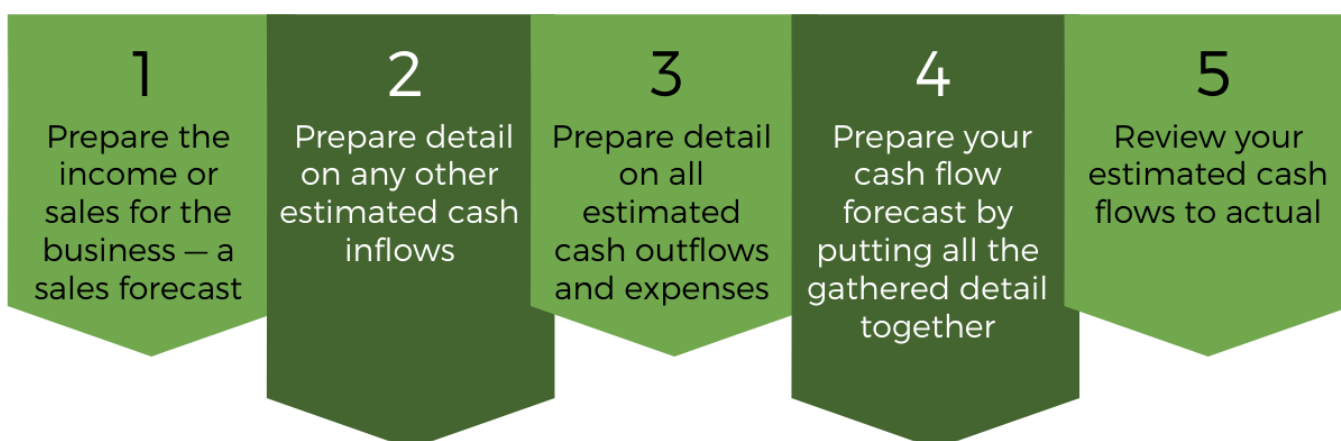 1
Prepare the
income or
sales for the
business — a
sales forecast
2
Prepare detail
on any other
estimated cash
inflows
3
Prepare detail
on all
estimated
cash outflows
and expenses
4
Prepare your
cash flow
forecast by
putting all the
gathered detail
together
5
Review your
estimated cash
flows to actual